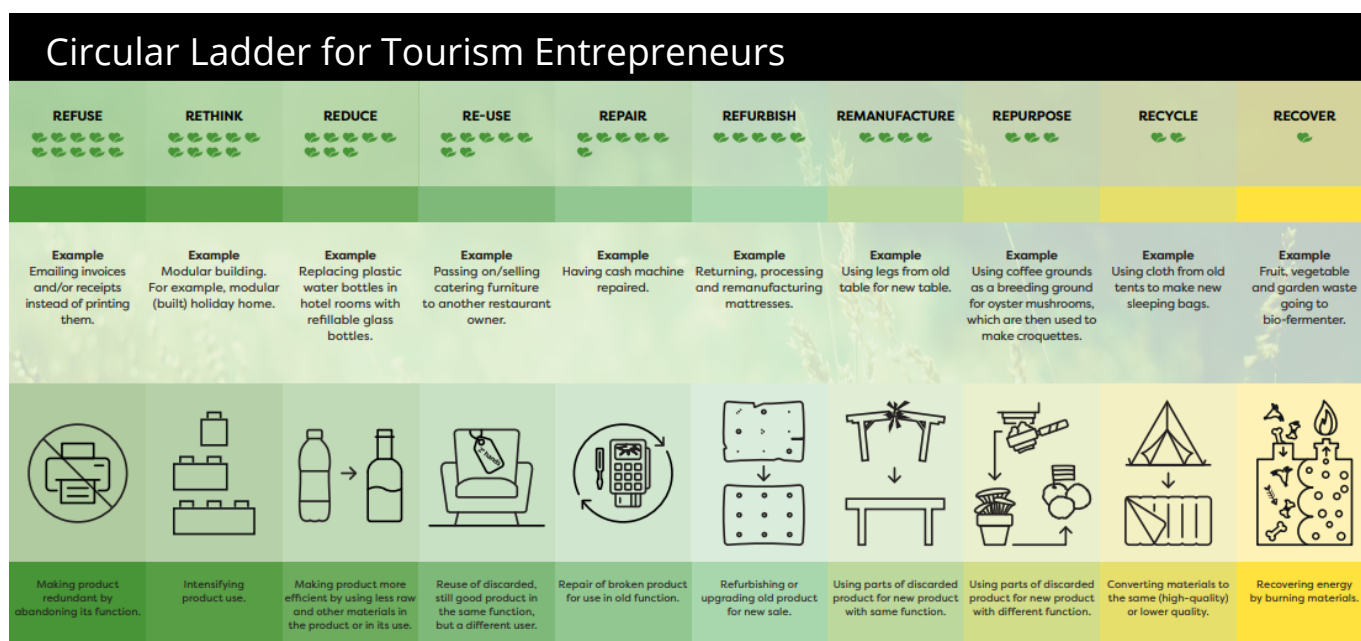 Circular Ladder for Tourism Entrepreneurs
REFUSE
RETHINK
REDUCE
RE-USE
REPAIR
REFURBISH
REMANUFACTURE
REPURPOSE
RECYCLE
RECOVER
Example
Emailing invoices
and/or receipts
instead of printing
them.
Example
Modular building.
For example, modular
(built) holiday home.
Example
Replacing plastic
water bottles in
hotel rooms with
refillable glass
bottles.
Example
Passing on/selling
catering furniture
to another restaurant
owner.
Example
Having cash machine
repaired.
Example
Returning, processing
and remanufacturing
mattresses.
Example
Using legs from old
table for new table.
Example
Using coffee grounds
as a breeding ground
for oyster mushrooms,
which are then used to
make croquettes.
Example
Using cloth from old
tents to make new
sleeping bags.
Example
Fruit, vegetable
and garden waste
going to
bio-fermenter.
2e hands
Making product
redundant by
abandoning its function.
Intensifying
product use.
Making product more
efficient by using less raw
and other materials in
the product or in its use.
Reuse of discarded,
still good product in
the same function,
but a different user.
Repair of broken product
for use in old function.
Refurbishing or
upgrading old product
for new sale.
Using parts of discarded
product for new product
with same function.
Using parts of discarded
product for new product
with different function.
Converting materials to
the same (high-quality)
or lower quality.
Recovering energy
by burning materials.